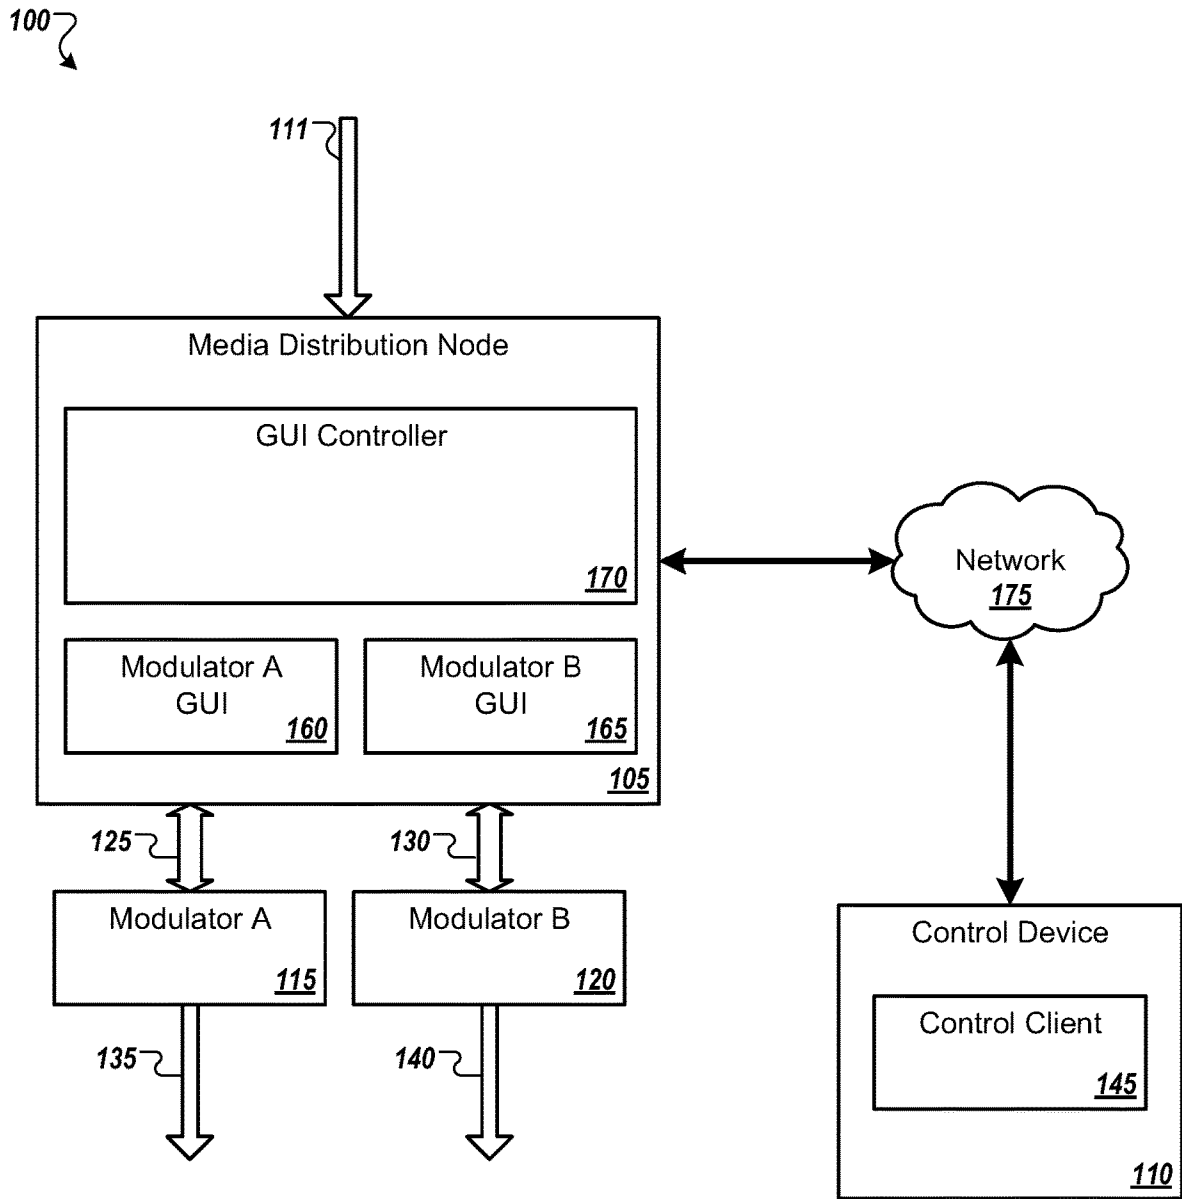 100
111
Media Distribution Node
GUI Controller
170
Network
175
Modulator A
GUI
160
Modulator B
GUI
165
105
125
130
Modulator A
115
Modulator B
120
Control Device
Control Client
145
135
140
110